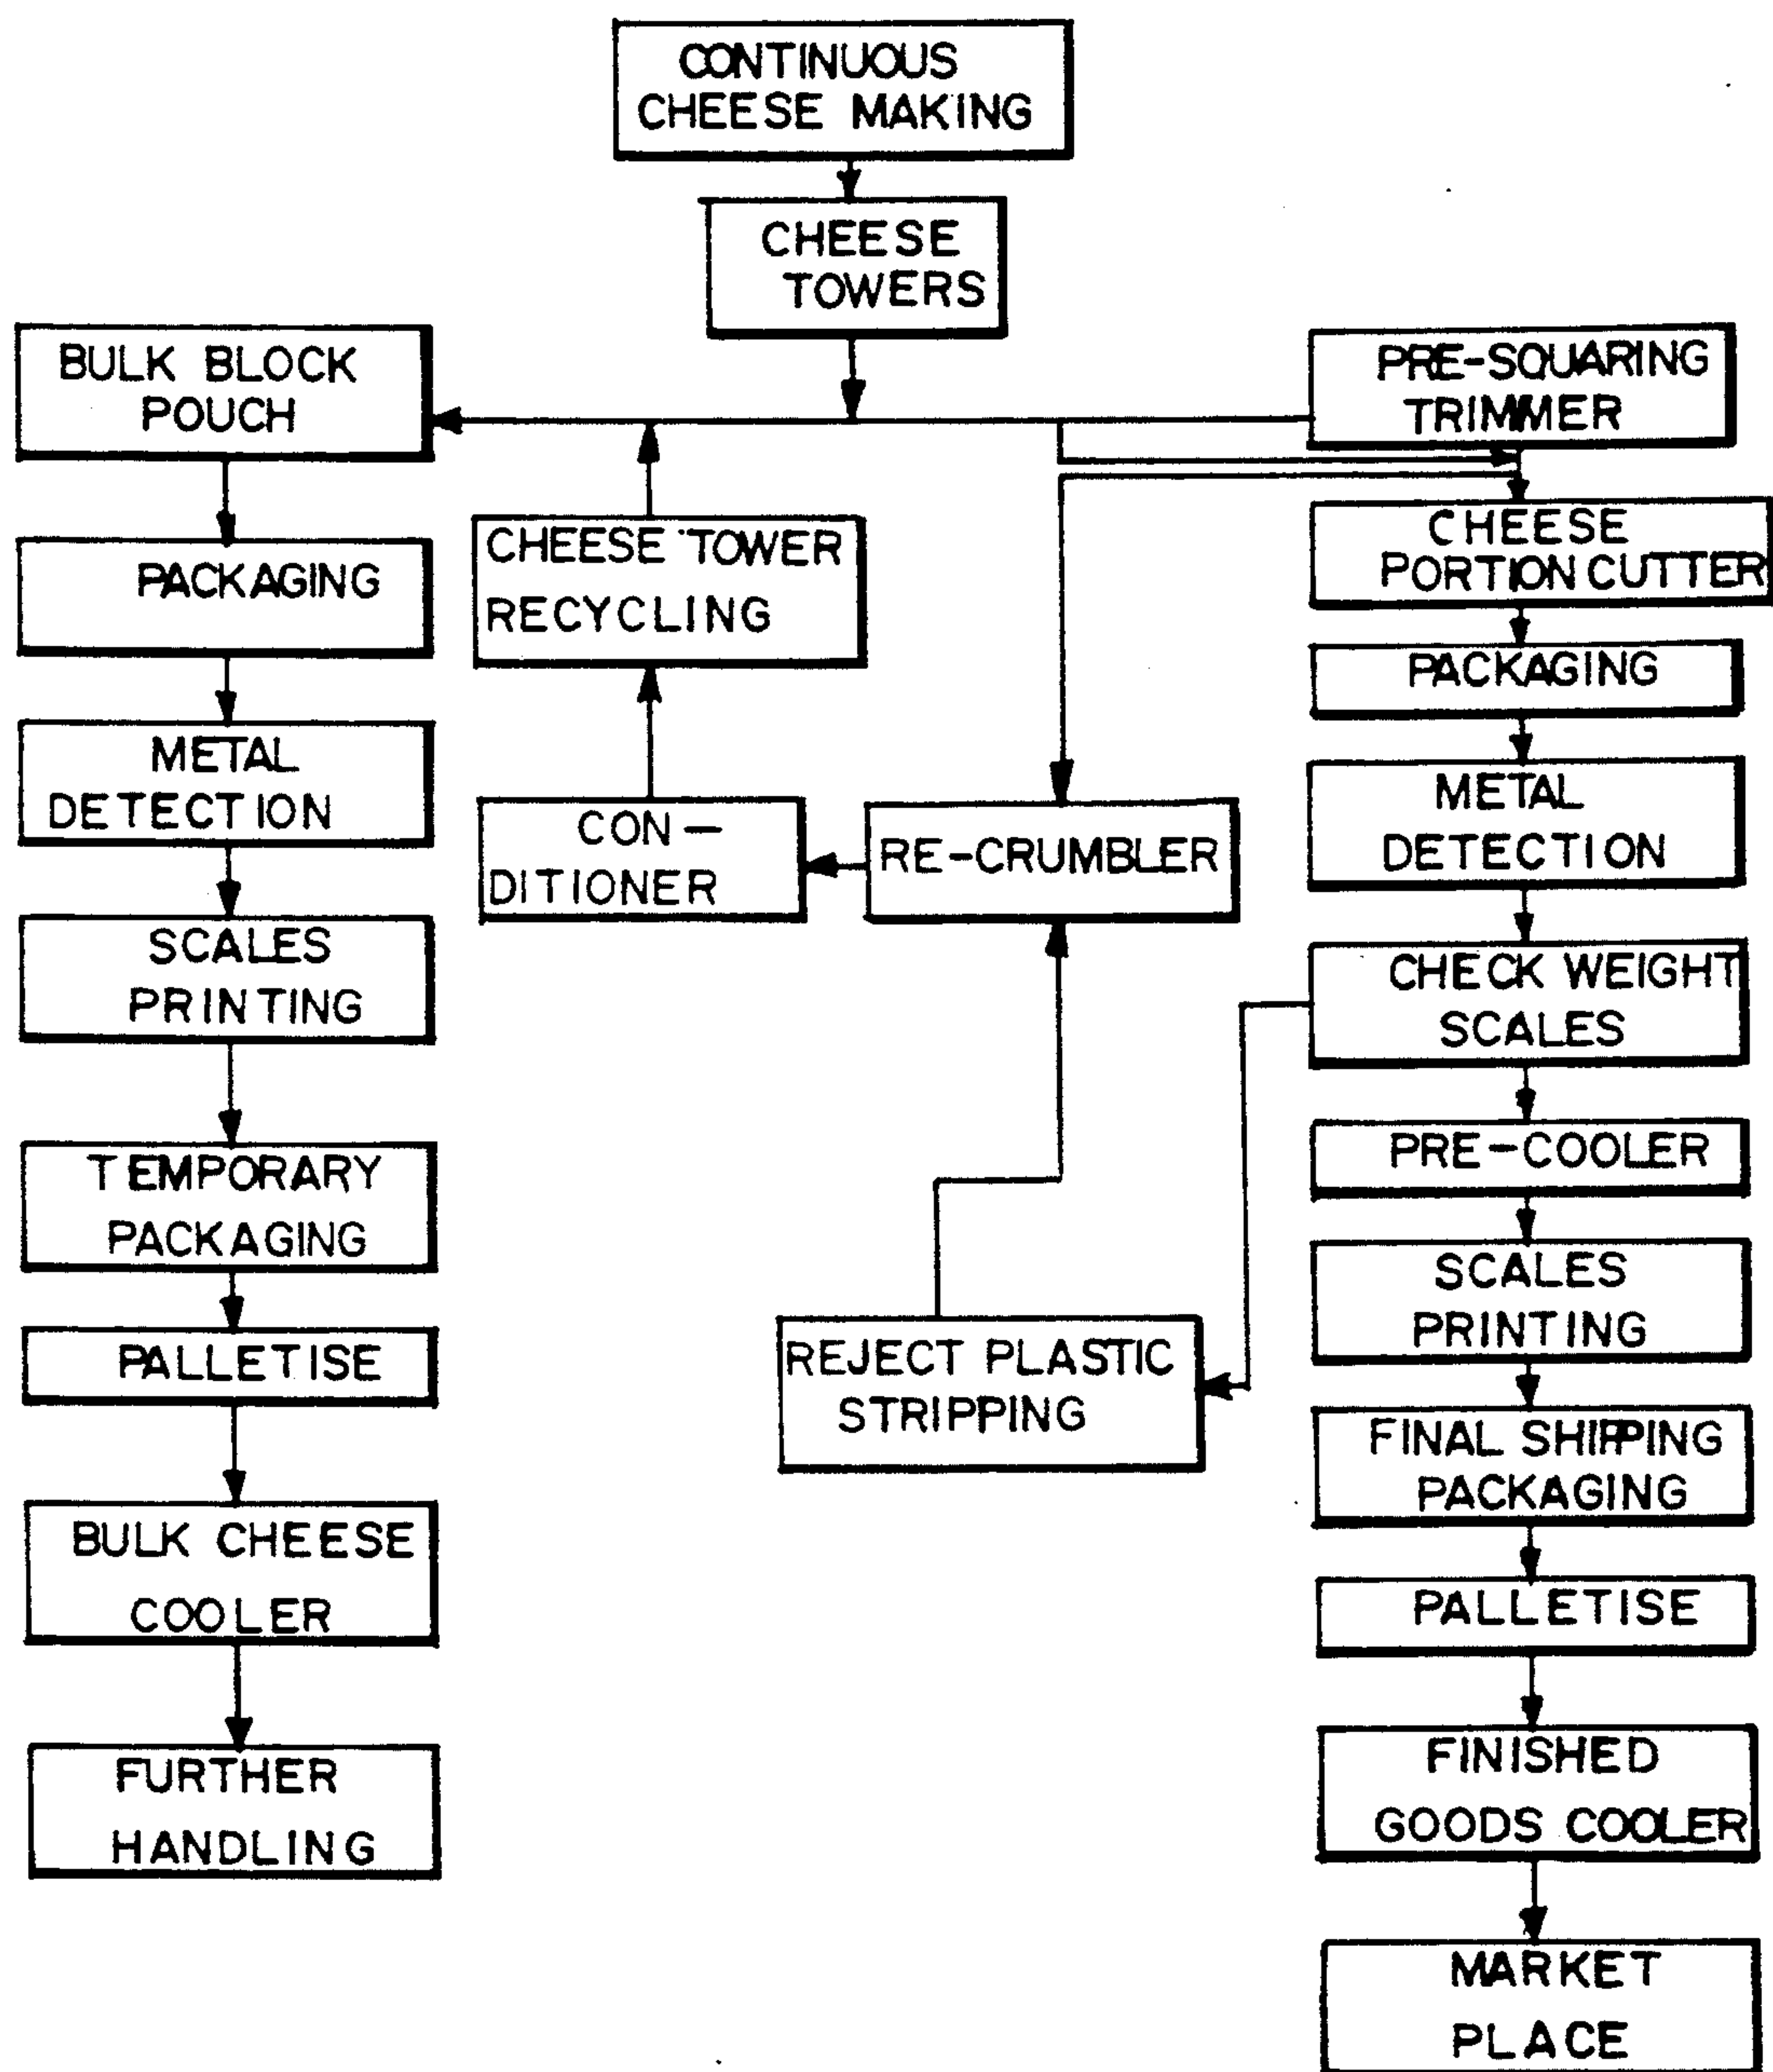 CONTINUOUS
CHEESE MAKING
CHEESE
TOWERS
BULK BLOCK
POUCH
PACKAGING
METAL
DETECTION
SCALES
PRINTING
TEMPORARY
PACKAGING
PALLETISE
BULK CHEESE
COOLER
FURTHER
HANDLING
CHEESE TOWER
RECYCLING
CON-
DITIONER
RE-CRUMBLER
REJECT PLASTIC
STRIPPING
PRE-SQUARING
TRIMMER
CHEESE
PORTION CUTTER
PACKAGING
METAL
DETECTION
CHECK WEIGHT
SCALES
PRE-COOLER
SCALES
PRINTING
FINAL SHIPPING
PACKAGING
PALLETISE
FINISHED
GOODS COOLER
MARKET
PLACE